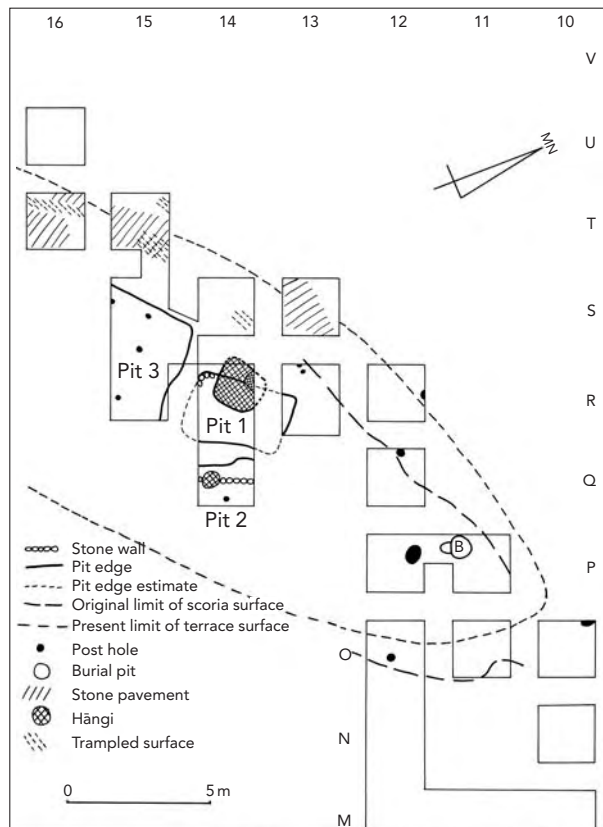 16 15 14 13 12 11 10
V
U
MN
T
S
Pit 3
R
Pit 1
Q
Pit 2
B
P
Stone wall
Pit edge
Pit edge estimate
Original limit of scoria surface
Present limit of terrace surface
Post hole
O
Burial pit
Stone pavement
Hāngi
N
Trampled surface
0 5 m
M